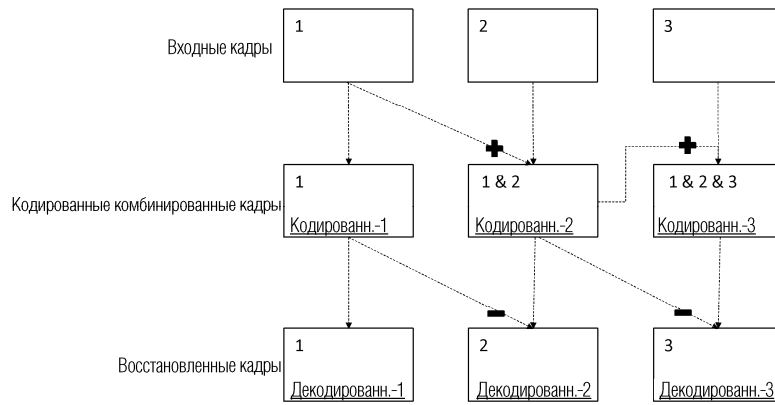 Входные кадры
1
2
3
Кодированные комбинированные кадры
1
Кодированн.-1
1 & 2
Кодированн.-2
1 & 2 & 3
Кодированн.-3
Восстановленные кадры
1
Декодированн.-1
2
Декодированн.-2
3
Декодированн.-3